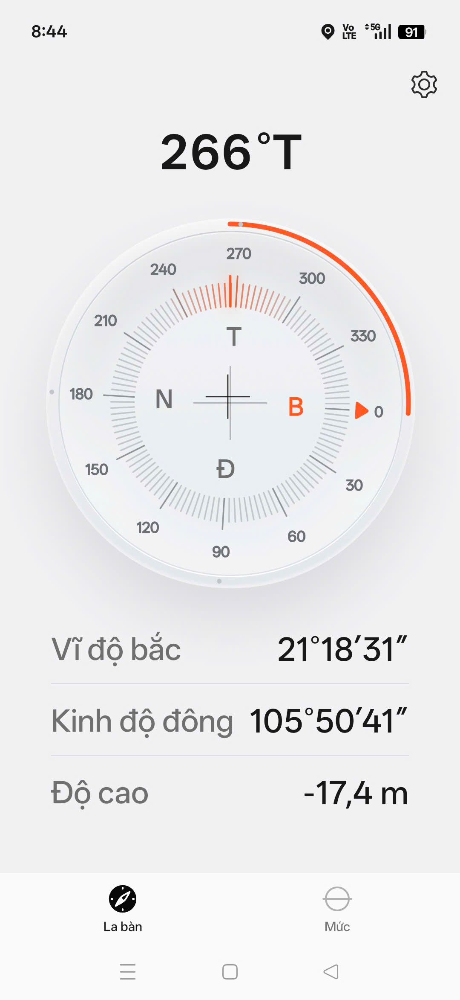 8:44 Vo LTE 5G 91
266°T
270
240 300
210 330
T
180 N B 0
Đ
150 30
120 60
90
Vĩ độ bắc 21°18′31″
Kinh độ đông 105°50′41″
Độ cao -17,4 m
La bàn Mức